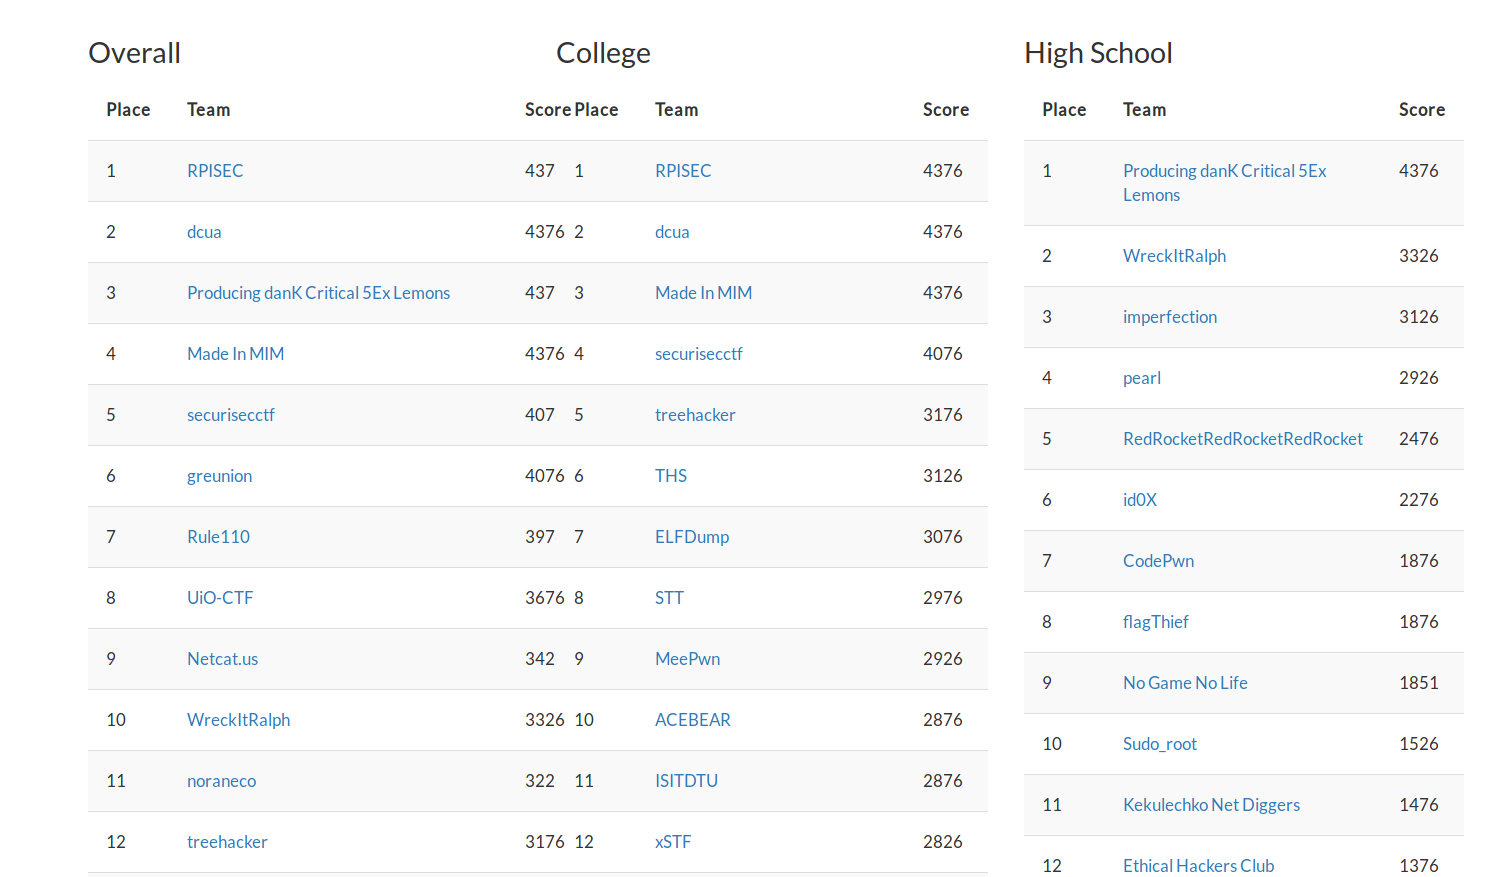 Overall
Place Team Score
1 RPISEC 437
2 dcua 4376
3 Producing danK Critical 5Ex Lemons 437
4 Made In MIM 4376
5 securisecctf 407
6 greunion 4076
7 Rule110 397
8 UiO-CTF 3676
9 Netcat.us 342
10 WreckItRalph 3326
11 noraneco 322
12 treehacker 3176
College
Place Team Score
1 RPISEC 4376
2 dcua 4376
3 Made In MIM 4376
4 securisecctf 4076
5 treehacker 3176
6 THS 3126
7 ELFDump 3076
8 STT 2976
9 MeePwn 2926
10 ACEBEAR 2876
11 ISITDTU 2876
12 xSTF 2826
High School
Place Team Score
1 Producing danK Critical 5Ex 4376
Lemons
2 WreckItRalph 3326
3 imperfection 3126
4 pearl 2926
5 RedRocketRedRocketRedRocket 2476
6 id0X 2276
7 CodePwn 1876
8 flagThief 1876
9 No Game No Life 1851
10 Sudo_root 1526
11 Kekulechko Net Diggers 1476
12 Ethical Hackers Club 1376